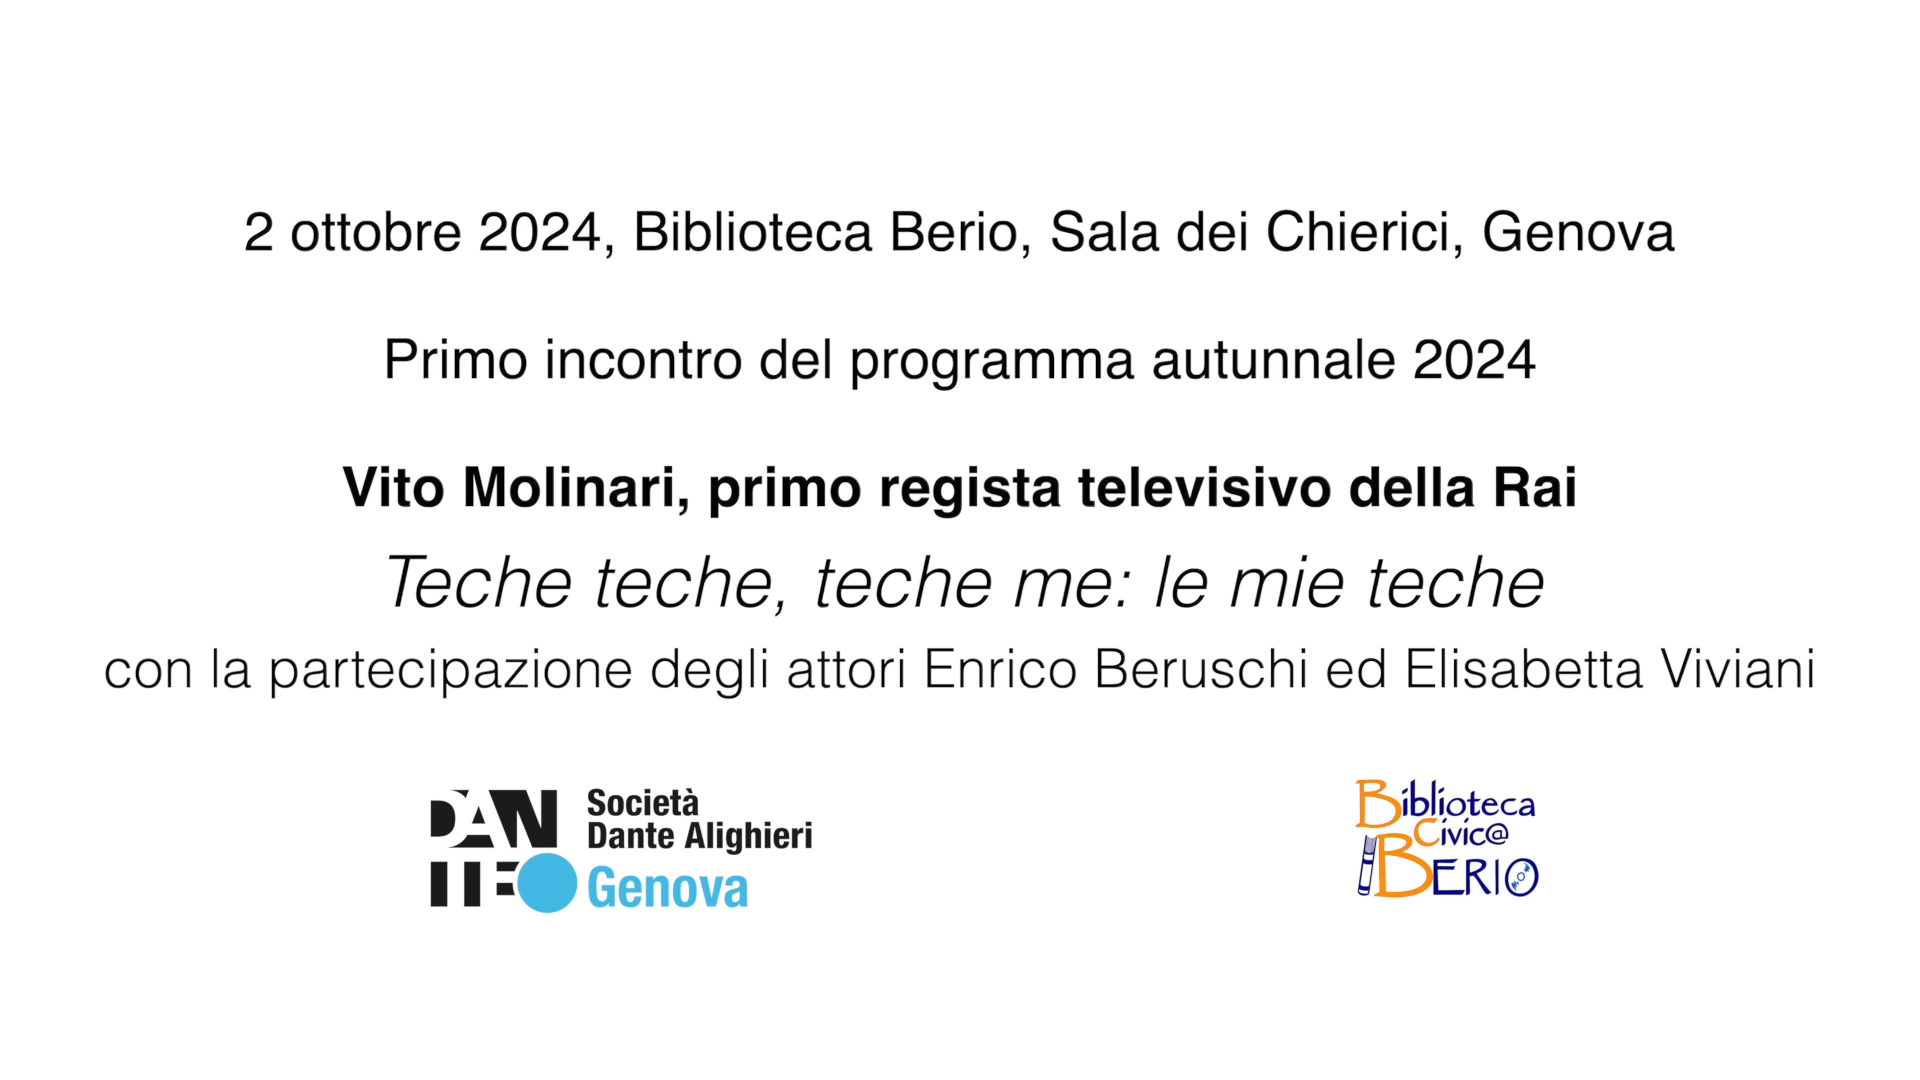 2 ottobre 2024, Biblioteca Berio, Sala dei Chierici, Genova
Primo incontro del programma autunnale 2024
Vito Molinari, primo regista televisivo della Rai
Teche teche, teche me: le mie teche
con la partecipazione degli attori Enrico Beruschi ed Elisabetta Viviani
DAN
TE
Società
Dante Alighieri
Genova
Biblioteca
Civic@
BERIO